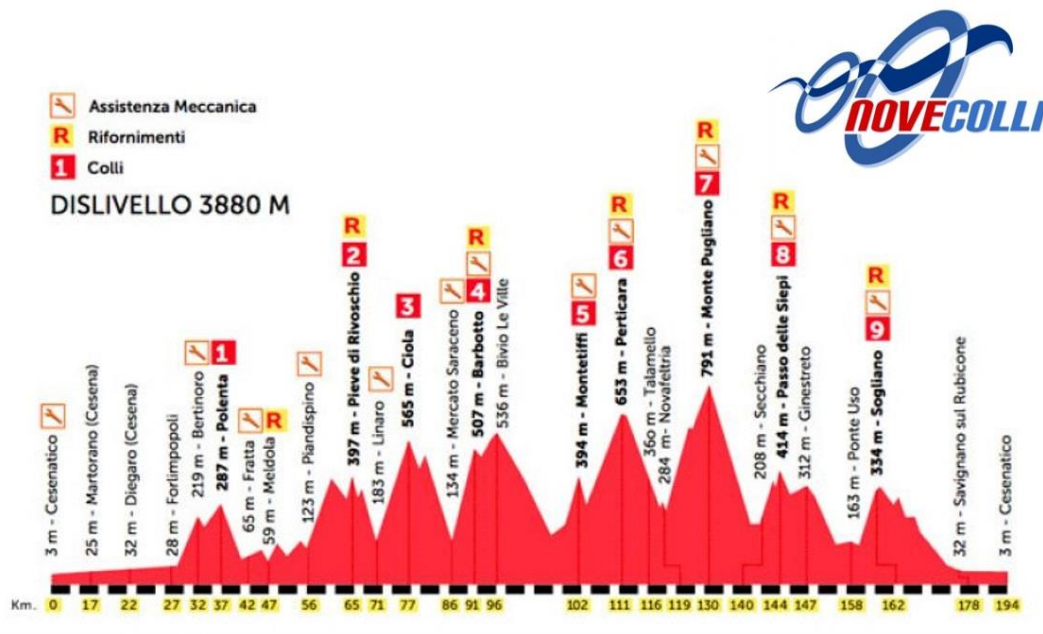 NOVECOLLI
Assistenza Meccanica
R Rifornimenti
1 Colli
DISLIVELLO 3880 M
3 m - Cesenatico
25 m - Martorano (Cesena)
32 m - Diegaro (Cesena)
28 m - Forlimpopoli
219 m - Bertinoro
1
287 m - Polenta
65 m - Fratta
R
59 m - Meldola
123 m - Piandispino
R
2
397 m - Pieve di Rivoschio
183 m - Linaro
3
565 m - Ciola
134 m - Mercato Saraceno
R
4
507 m - Barbotto
536 m - Bivio Le Ville
5
394 m - Montetiffi
R
6
653 m - Perticara
360 m - Talamello
284 m - Novafeltria
R
7
791 m - Monte Pugliano
208 m - Secchiano
R
8
414 m - Passo delle Siepi
312 m - Ginestreto
163 m - Ponte Uso
R
9
334 m - Sogliano
32 m - Savignano sul Rubicone
3 m - Cesenatico
Km. 0 17 22 27 32 37 42 47 56 65 71 77 86 91 96 102 111 116 119 130 140 144 147 158 162 178 194